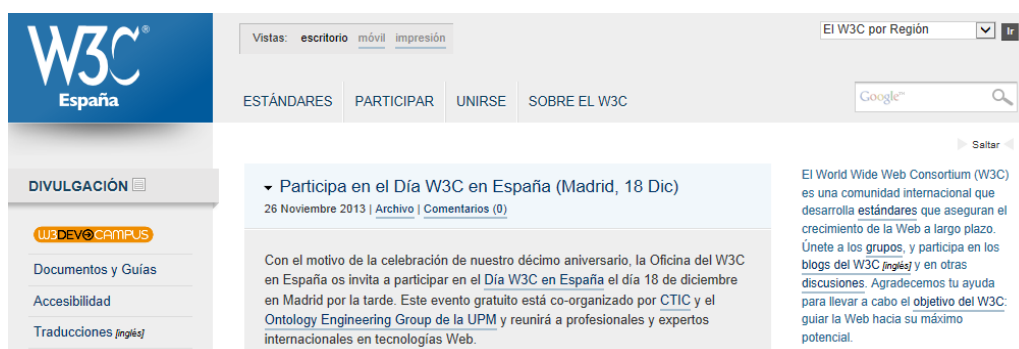 W3C®
España
Vistas: escritorio móvil impresión
El W3C por Región
Ir
ESTÁNDARES PARTICIPAR UNIRSE SOBRE EL W3C
Google™
Saltar
DIVULGACIÓN
W3DEVCAMPUS
Documentos y Guías
Accesibilidad
Traducciones [inglés]
Participa en el Día W3C en España (Madrid, 18 Dic)
26 Noviembre 2013 | Archivo | Comentarios (0)
Con el motivo de la celebración de nuestro décimo aniversario, la Oficina del W3C
en España os invita a participar en el Día W3C en España el día 18 de diciembre
en Madrid por la tarde. Este evento gratuito está co-organizado por CTIC y el
Ontology Engineering Group de la UPM y reunirá a profesionales y expertos
internacionales en tecnologías Web.
El World Wide Web Consortium (W3C)
es una comunidad internacional que
desarrolla estándares que aseguran el
crecimiento de la Web a largo plazo.
Únete a los grupos, y participa en los
blogs del W3C [inglés] y en otras
discusiones. Agradecemos tu ayuda
para llevar a cabo el objetivo del W3C:
guiar la Web hacia su máximo
potencial.